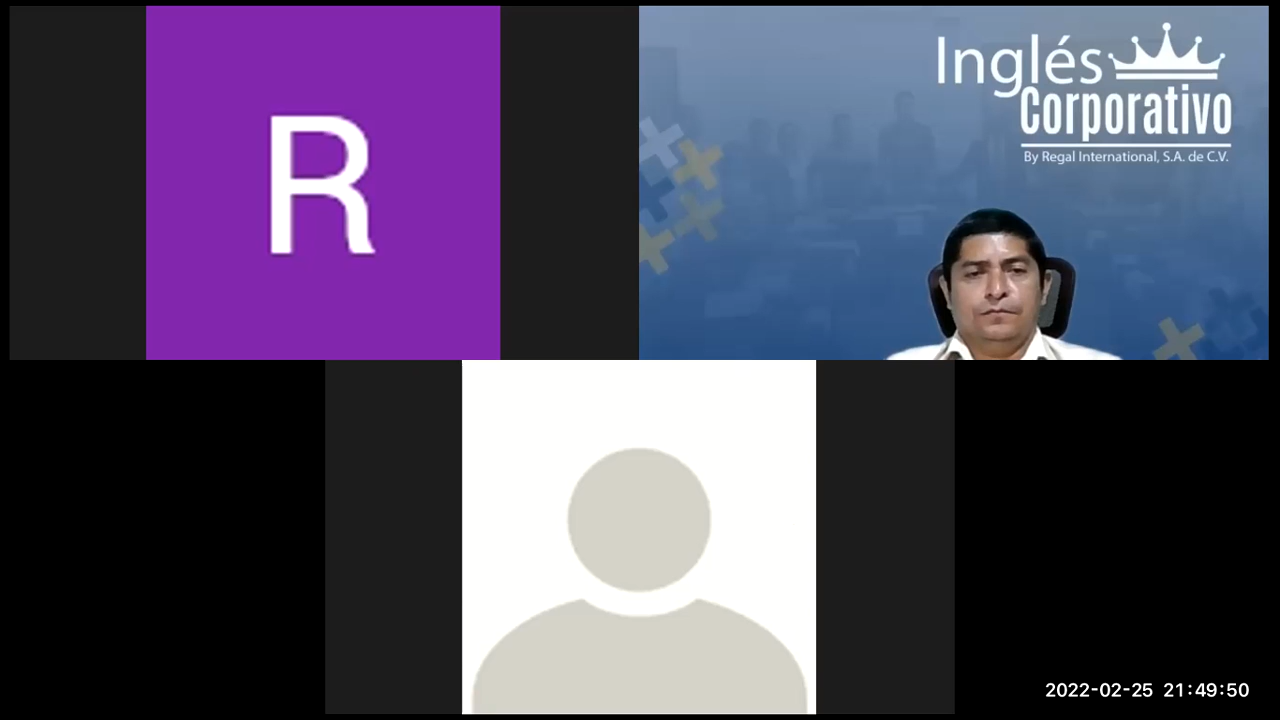 R
Inglés
Corporativo
By Regal International, S.A. de C.V.
2022-02-25 21:49:50